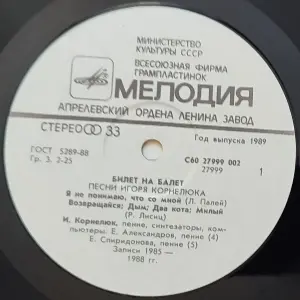 МИНИСТЕРСТВО
КУЛЬТУРЫ СССР
ВСЕСОЮЗНАЯ ФИРМА
ГРАМПЛАСТИНОК
МЕЛОДИЯ
АПРЕЛЕВСКИЙ ОРДЕНА ЛЕНИНА ЗАВОД
СТЕРЕО 33
Год выпуска 1989
ГОСТ 5289-88
Гр. 3. 2-25
С60 27999 002
27999
1
БИЛЕТ НА БАЛЕТ
ПЕСНИ ИГОРЯ КОРНЕЛЮКА
Я не понимаю, что со мной (Л. Палей)
Возвращайся; Дым; Два кота; Милый
(Р. Лисиц)
И. Корнелюк, пение, синтезаторы, ком-
пьютеры. Е. Александров, пение (4)
Е. Спиридонова, пение (5)
Записи 1985—
1988 гг.